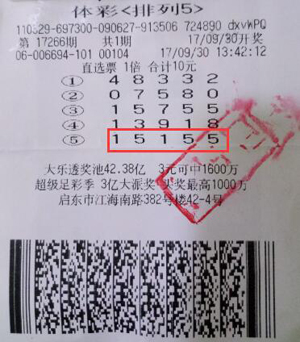 体彩<排列5>
110329-697300-090627-913506 724890 dxvWPQ
第 17266期 共1期 17/09/30开奖
06-006694-101 00104 17/09/30 13:42:12
直选票 1倍 合计10元
① 4 8 3 3 2
② 0 7 5 8 0
③ 1 5 7 5 5
④ 1 3 9 1 8
⑤ 1 5 1 5 5
大乐透奖池42.38亿 3元可中1600万
超级足彩季 3亿大派奖 头奖最高1000万
启东市江海南路382号楼42-4号